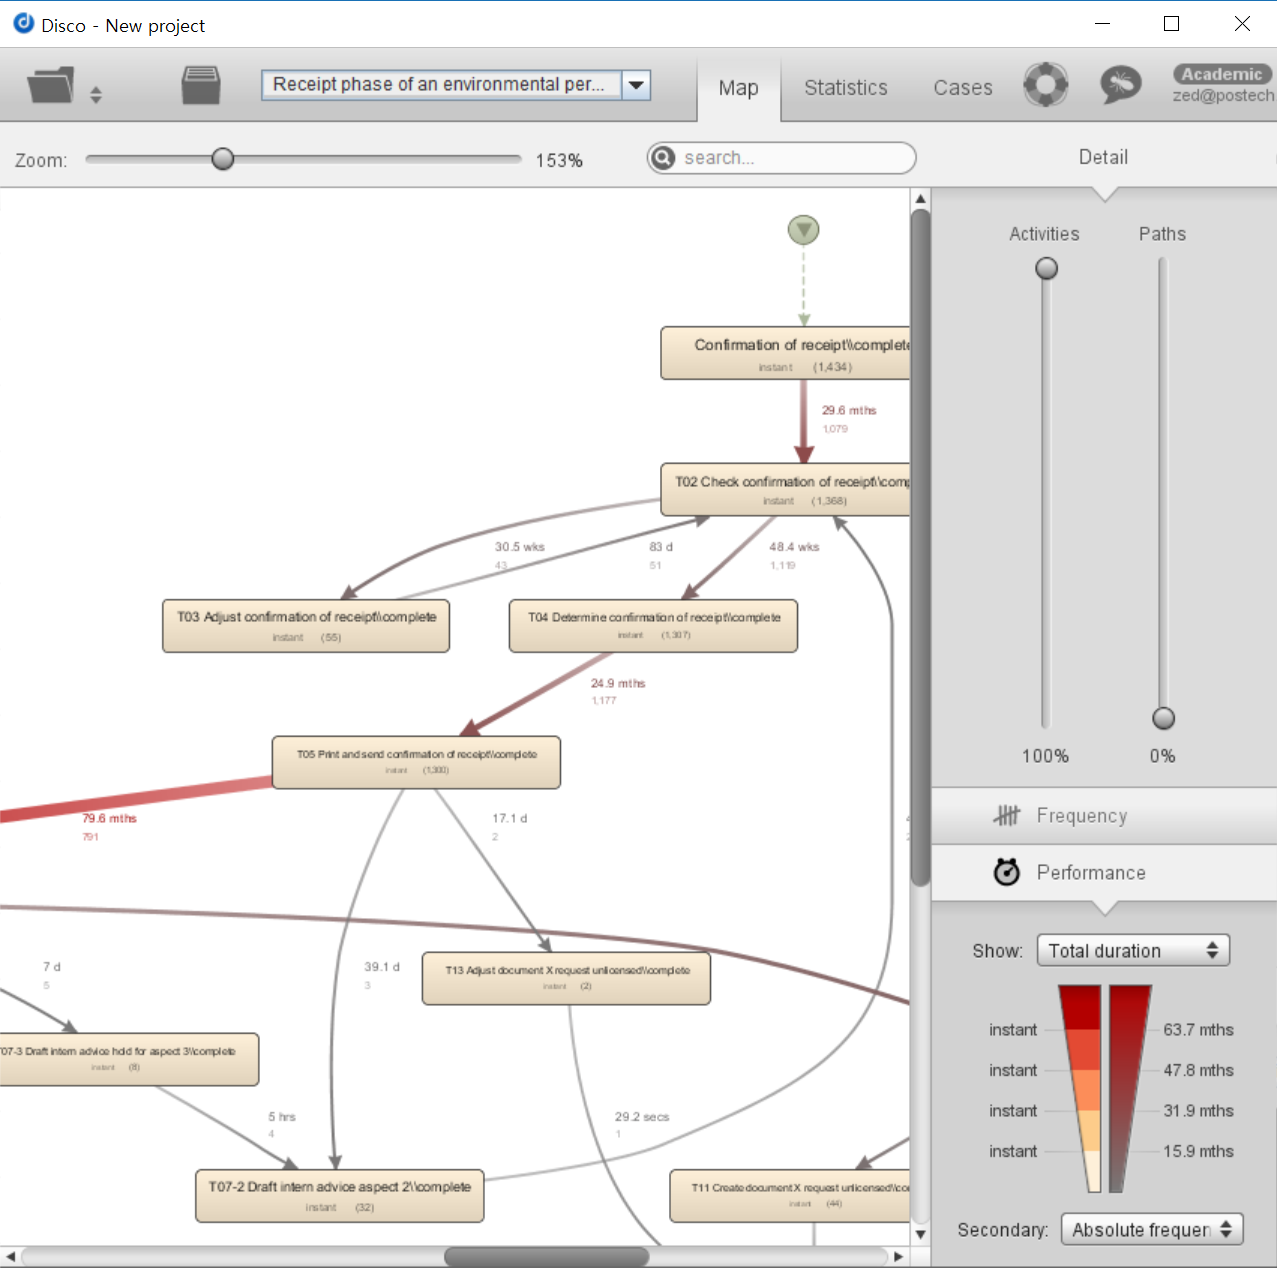 Disco - New project
Receipt phase of an environmental per...
Map
Statistics
Cases
Academic
zed@postech
Zoom:
153%
search...
Detail
Activities
Paths
Confirmation of receipt\\complete
instant (1,434)
29.6 mths
1,079
T02 Check confirmation of receipt\\comp
instant (1,368)
30.5 wks
43
83 d
51
48.4 wks
1,119
T03 Adjust confirmation of receipt\\complete
instant (55)
T04 Determine confirmation of receipt\\complete
instant (1,307)
24.9 mths
1,177
T05 Print and send confirmation of receipt\\complete
instant (1,300)
79.6 mths
791
17.1 d
2
100%
0%
Frequency
Performance
7 d
5
39.1 d
3
T13 Adjust document X request unlicensed\\complete
instant (2)
07-3 Draft intern advice hold for aspect 3\\complete
instant (8)
5 hrs
4
29.2 secs
1
T07-2 Draft intern advice aspect 2\\complete
instant (32)
T11 Create document X request unlicensed\\co
instant (44)
Show:
Total duration
instant
63.7 mths
instant
47.8 mths
instant
31.9 mths
instant
15.9 mths
Secondary:
Absolute frequen